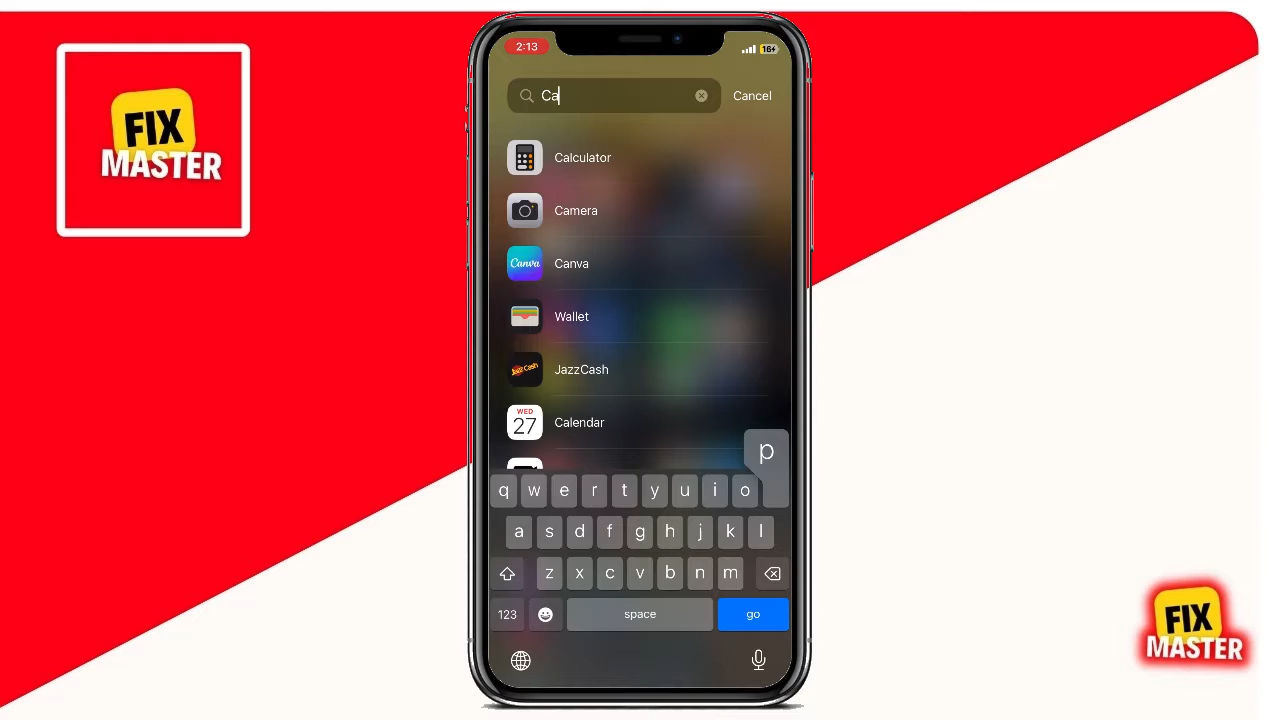 FIX
MASTER
2:13
16
Ca
Cancel
Calculator
Camera
Canva
Canva
Wallet
JazzCash
JazzCash
WED
27
Calendar
p
q w e r t y u i o
a s d f g h j k l
z x c v b n m
123
space
go
FIX
MASTER